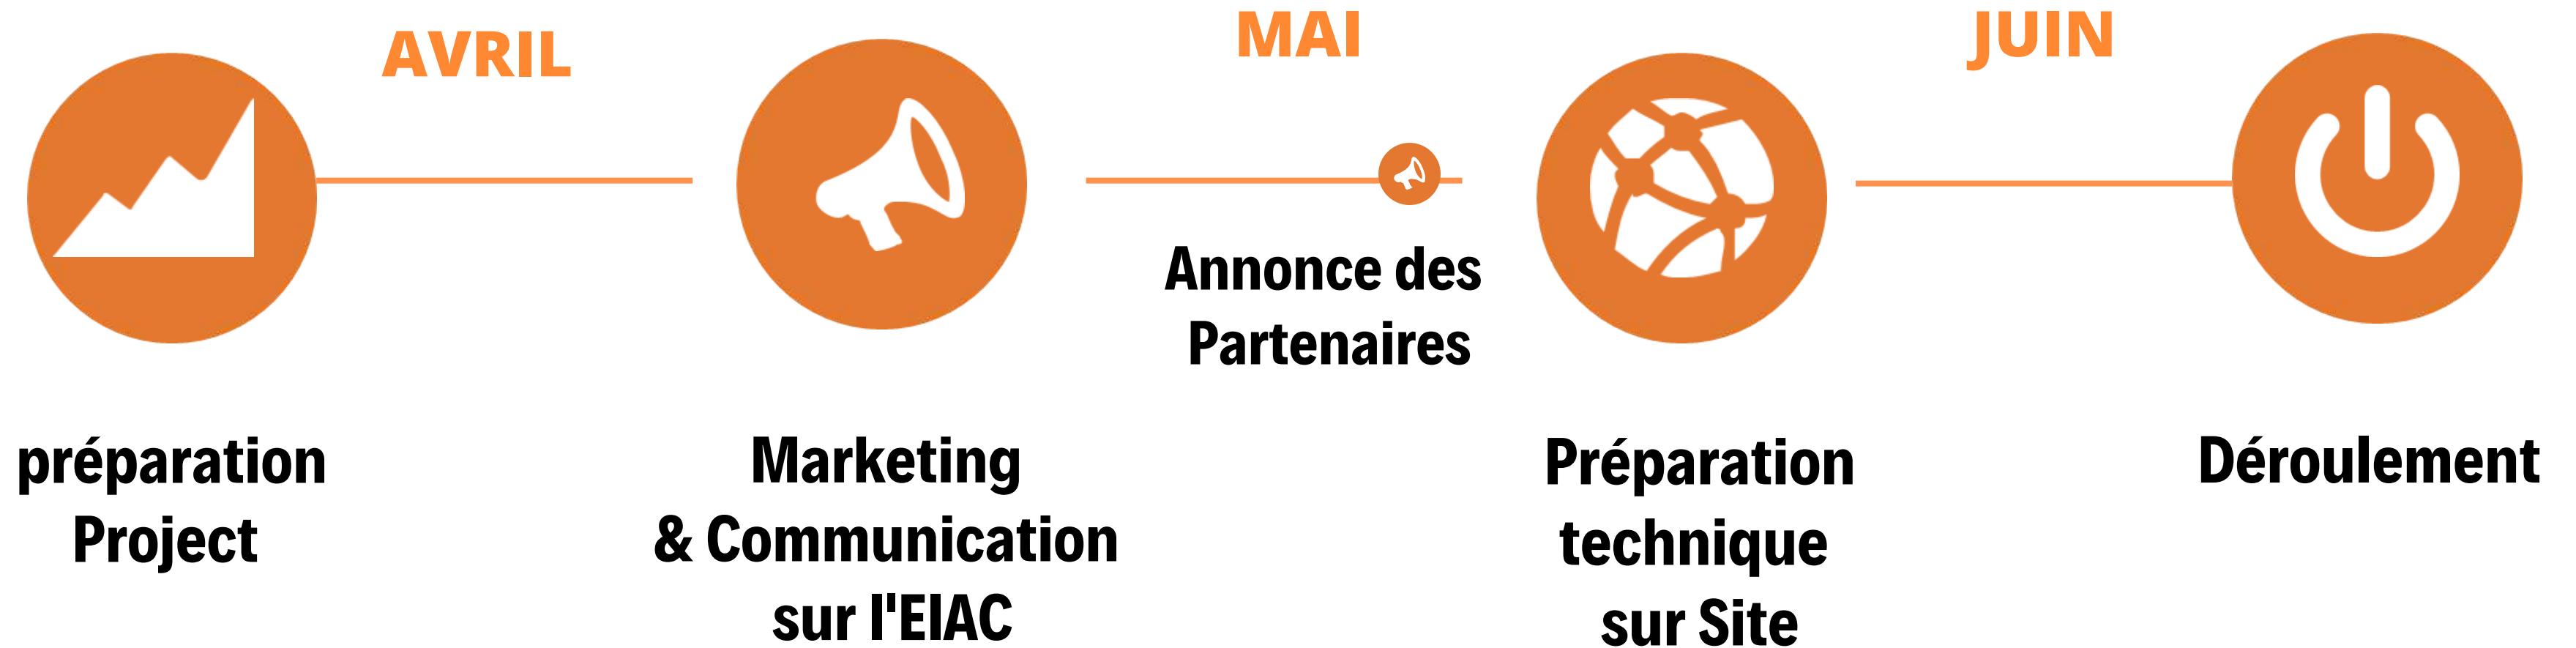 AVRIL
MAI
JUIN
Annonce des
Partenaires
préparation
Project
Marketing
& Communication
sur l'EIAC
Préparation
technique
sur Site
Déroulement